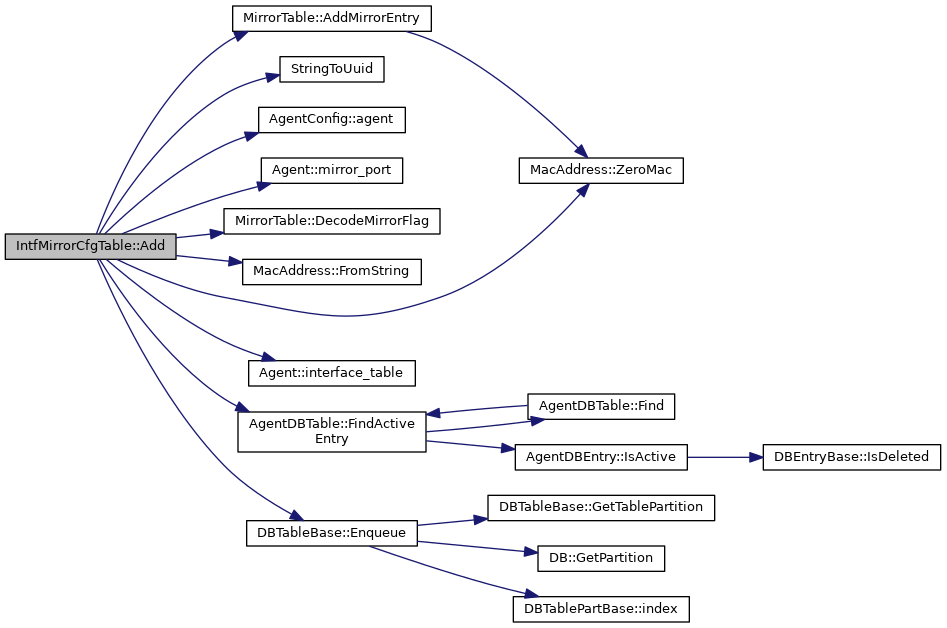 MirrorTable::AddMirrorEntry
StringToUuid
AgentConfig::agent
Agent::mirror_port
MacAddress::ZeroMac
MirrorTable::DecodeMirrorFlag
IntfMirrorCfgTable::Add
MacAddress::FromString
Agent::interface_table
AgentDBTable::FindActive
Entry
AgentDBTable::Find
AgentDBEntry::IsActive
DBEntryBase::IsDeleted
DBTableBase::Enqueue
DBTableBase::GetTablePartition
DB::GetPartition
DBTablePartBase::index